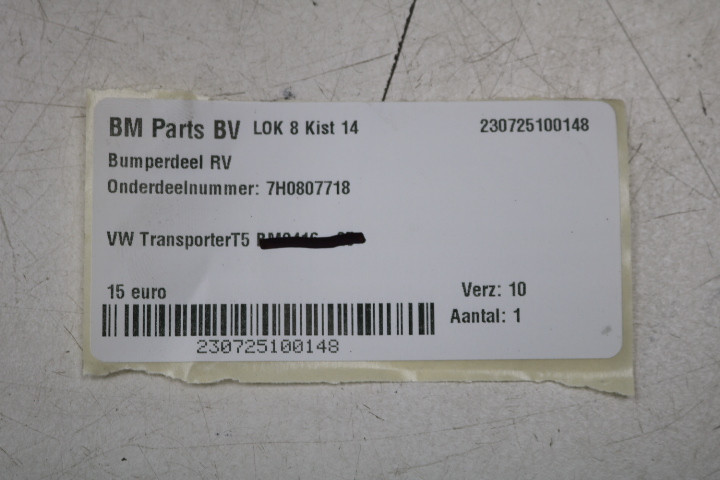 BM Parts BV LOK 8 Kist 14 230725100148
Bumperdeel RV
Onderdeelnummer: 7H0807718
VW TransporterT5
15 euro Verz: 10
Aantal: 1
230725100148